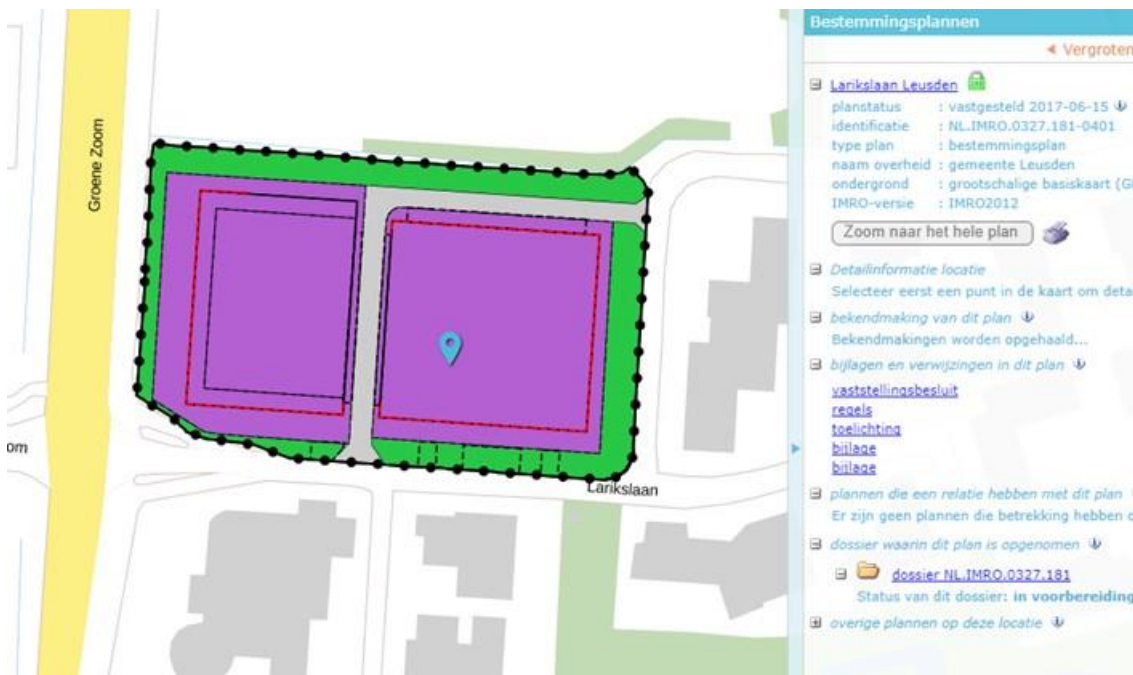 Groene Zoom
om
Larikslaan
Bestemmingsplannen
Vergroten
Larikslaan Leusden
planstatus : vastgesteld 2017-06-15
identificatie : NL.IMRO.0327.181-0401
type plan : bestemmingsplan
naam overheid : gemeente Leusden
ondergrond : grootschalige basiskaart (G
IMRO-versie : IMRO2012
Zoom naar het hele plan
Detailinformatie locatie
Selecteer eerst een punt in de kaart om deta
bekendmaking van dit plan
Bekendmakingen worden opgehaald...
bijlagen en verwijzingen in dit plan
vaststellingsbesluit
regels
toelichting
bijlage
bijlage
plannen die een relatie hebben met dit plan
Er zijn geen plannen die betrekking hebben o
dossier waarin dit plan is opgenomen
dossier NL.IMRO.0327.181
Status van dit dossier: in voorbereiding
overige plannen op deze locatie